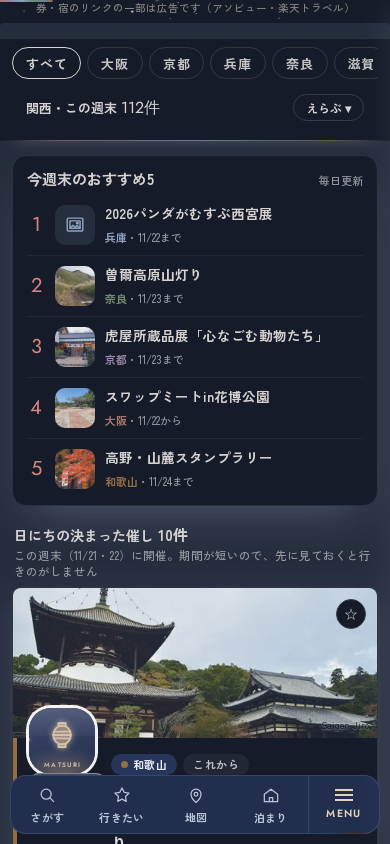 券・宿のリンクの一部は広告です（アソビュー・楽天トラベル）
すべて
大阪
京都
兵庫
奈良
滋賀
関西・この週末 112件
えらぶ ▾
今週末のおすすめ5
毎日更新
1
2026パンダがむすぶ西宮展
兵庫・11/22まで
2
曽爾高原山灯り
奈良・11/23まで
3
虎屋所蔵品展「心なごむ動物たち」
京都・11/23まで
4
スワップミートin花博公園
大阪・11/22から
5
高野・山麓スタンプラリー
和歌山・11/24まで
日にちの決まった催し 10件
この週末（11/21・22）に開催。期間が短いので、先に見ておくと行
きのがしません
MATSURI
和歌山
これから
さがす
行きたい
地図
泊まり
MENU